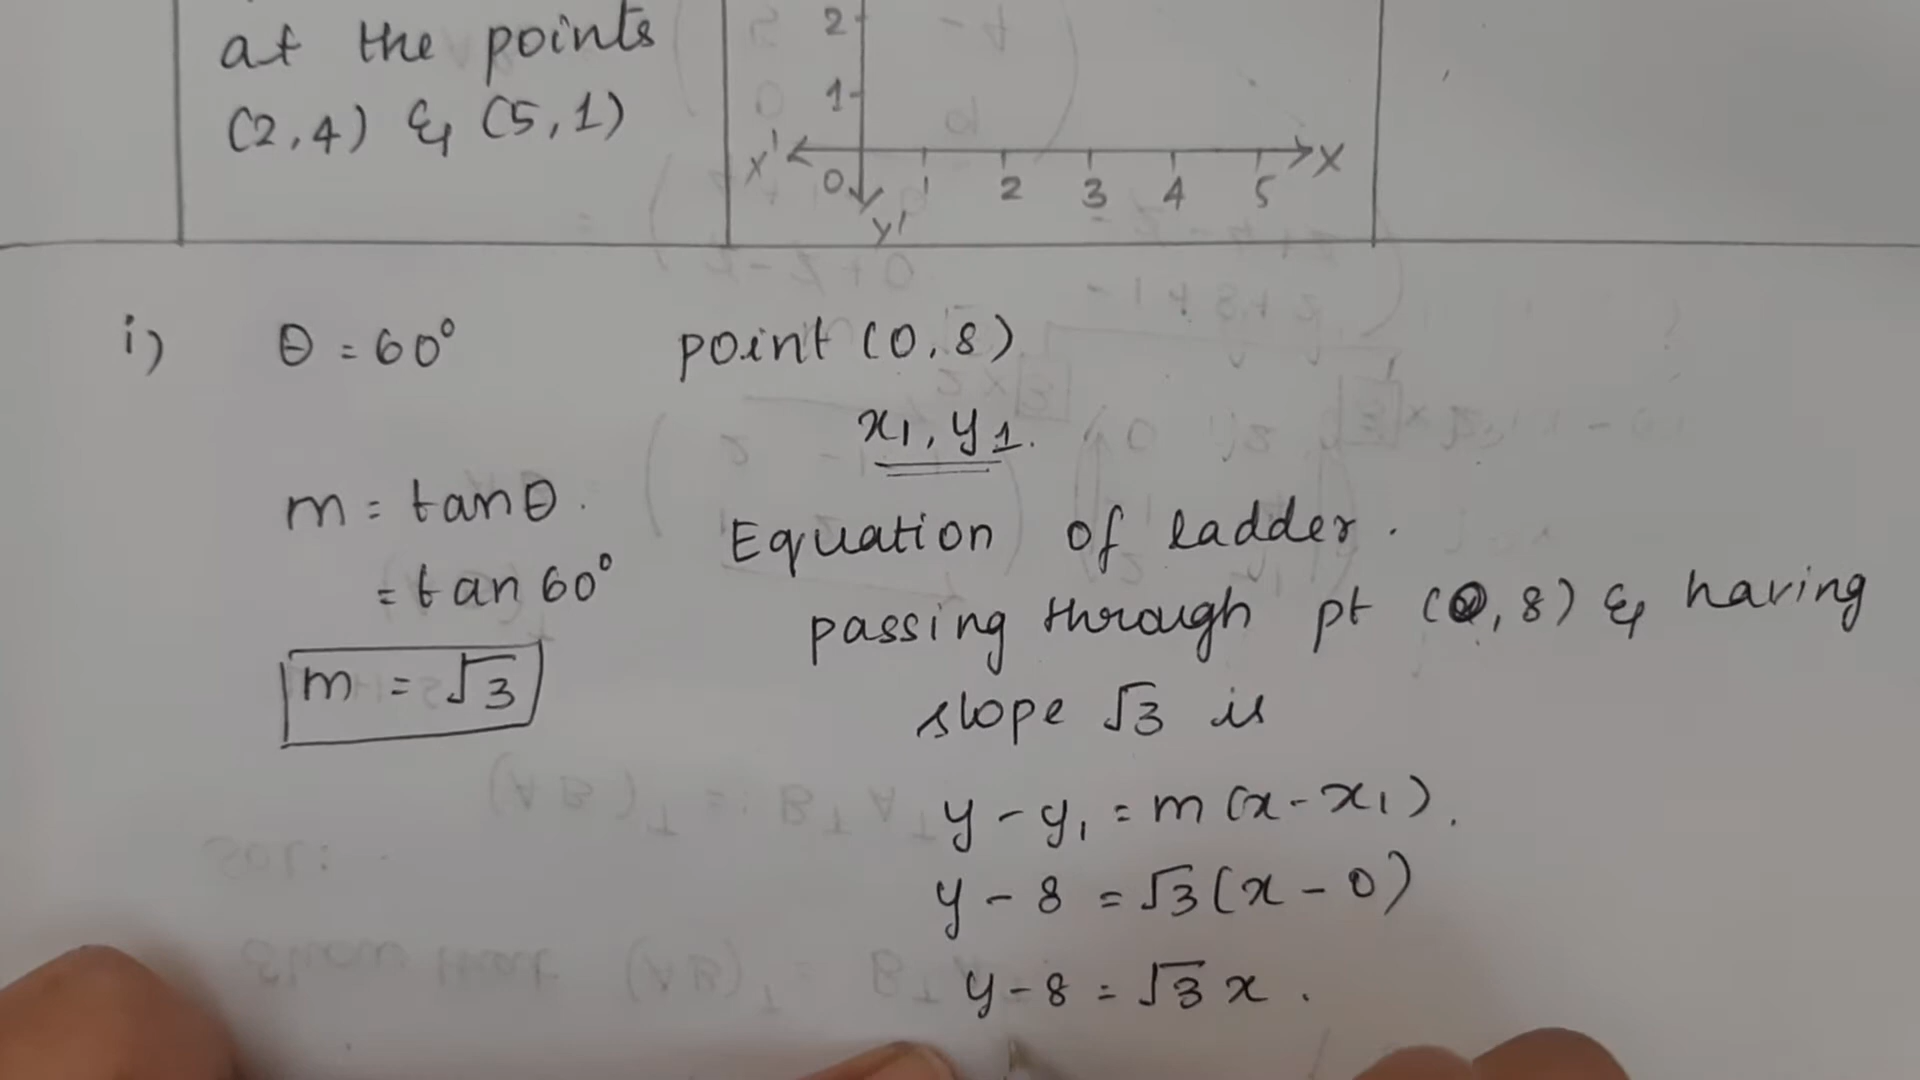 at the points
(2,4) & (5,1)
2
1
X' O 1 2 3 4 5 X
Y'
i) θ = 60° point (0,8)
x₁, y₁.
m = tanθ.
= tan 60°
m = √3
Equation of ladder.
passing through pt (0,8) & having
slope √3 is
y - y₁ = m(x - x₁).
y - 8 = √3(x - 0)
y - 8 = √3 x.